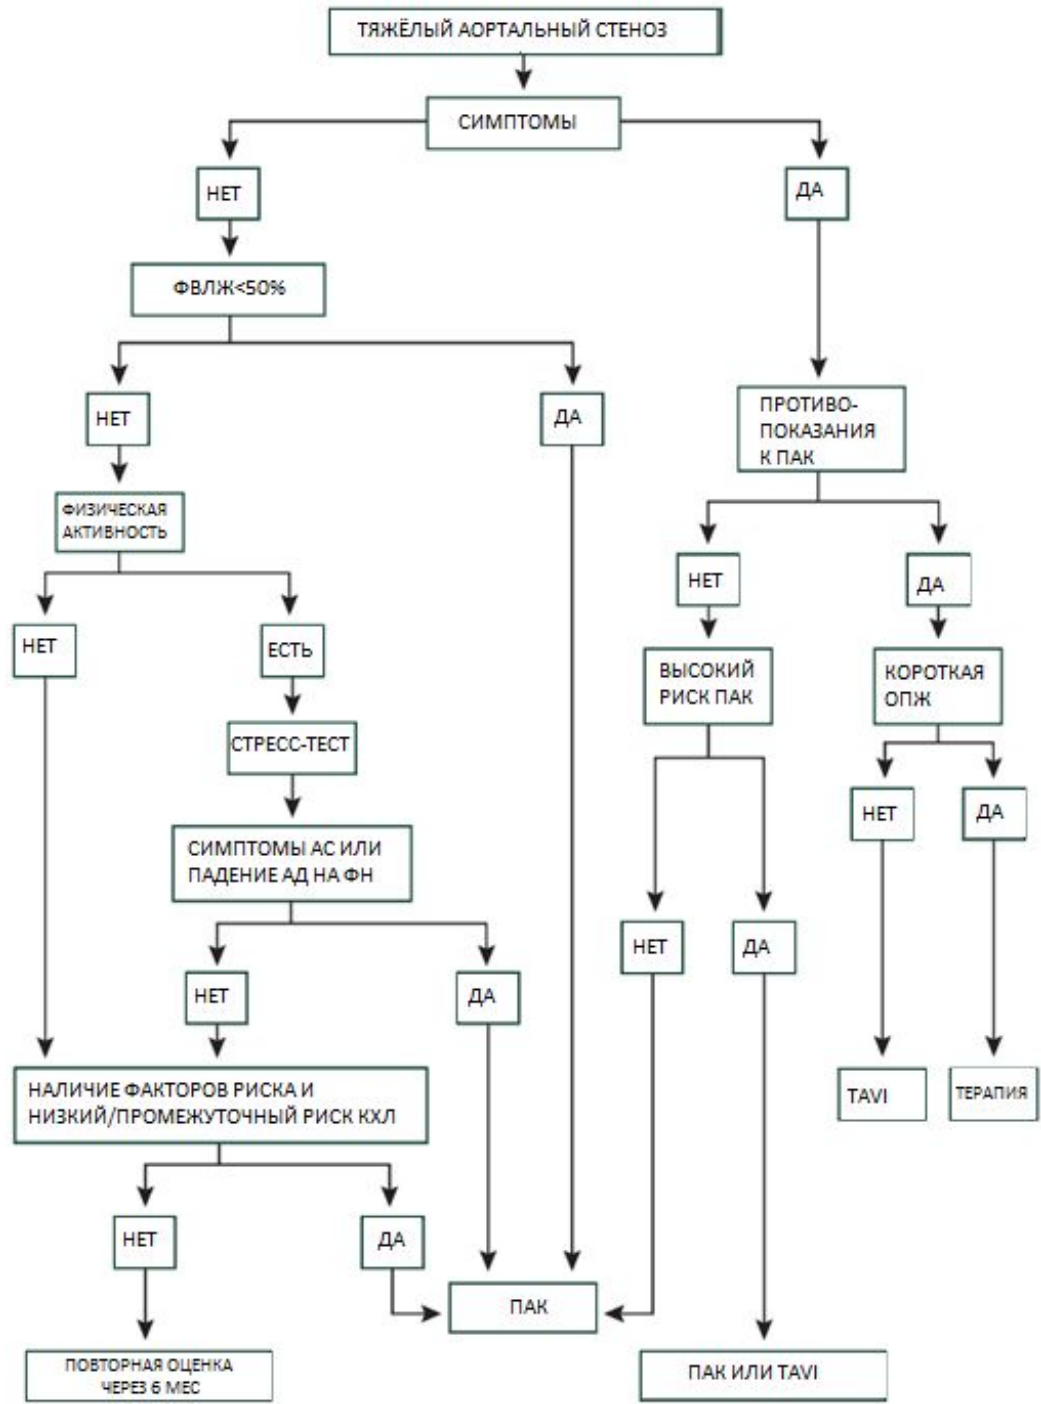 ТЯЖЁЛЫЙ АОРТАЛЬНЫЙ СТЕНОЗ
СИМПТОМЫ
НЕТ
ДА
ФВЛЖ<50%
НЕТ
ДА
ПРОТИВО-
ПОКАЗАНИЯ
К ПАК
ФИЗИЧЕСКАЯ
АКТИВНОСТЬ
НЕТ
ДА
НЕТ
ЕСТЬ
ВЫСОКИЙ
РИСК ПАК
КОРОТКАЯ
ОПЖ
СТРЕСС-ТЕСТ
НЕТ
ДА
СИМПТОМЫ АС ИЛИ
ПАДЕНИЕ АД НА ФН
НЕТ
ДА
НЕТ
ДА
НАЛИЧИЕ ФАКТОРОВ РИСКА И
НИЗКИЙ/ПРОМЕЖУТОЧНЫЙ РИСК КХЛ
TAVI
ТЕРАПИЯ
НЕТ
ДА
ПАК
ПОВТОРНАЯ ОЦЕНКА
ЧЕРЕЗ 6 МЕС
ПАК ИЛИ TAVI